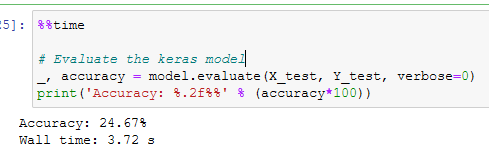 5]: %%time
# Evaluate the keras model
_, accuracy = model.evaluate(X_test, Y_test, verbose=0)
print('Accuracy: %.2f%%' % (accuracy*100))
Accuracy: 24.67%
Wall time: 3.72 s